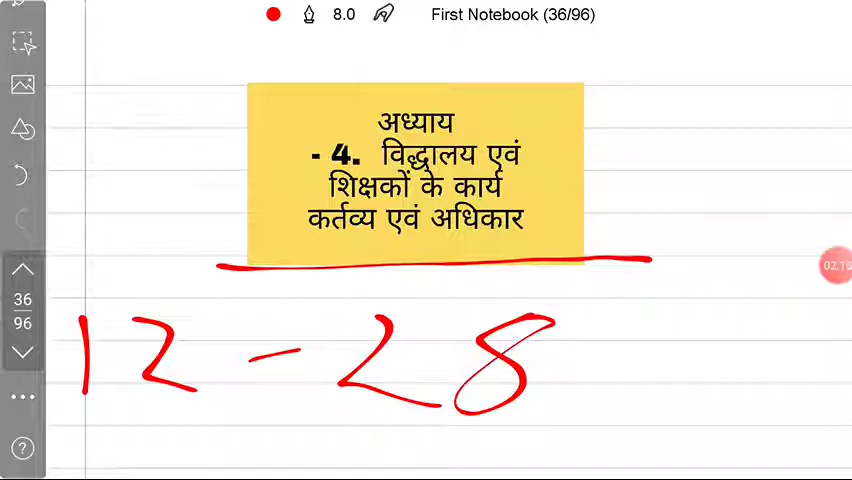 8.0 First Notebook (36/96)
अध्याय
- 4. विद्धालय एवं
शिक्षकों के कार्य
कर्तव्य एवं अधिकार
36
96
12 - 28
?